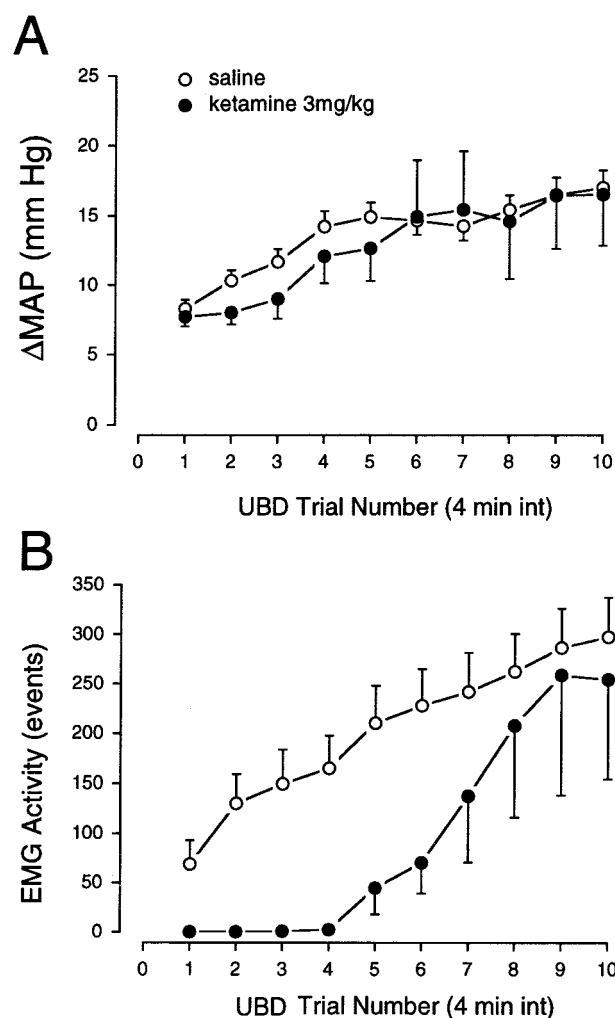 A
saline
ketamine 3mg/kg
ΔMAP (mm Hg)
25
20
15
10
5
0
0 1 2 3 4 5 6 7 8 9 10
UBD Trial Number (4 min int)
B
EMG Activity (events)
350
300
250
200
150
100
50
0
0 1 2 3 4 5 6 7 8 9 10
UBD Trial Number (4 min int)